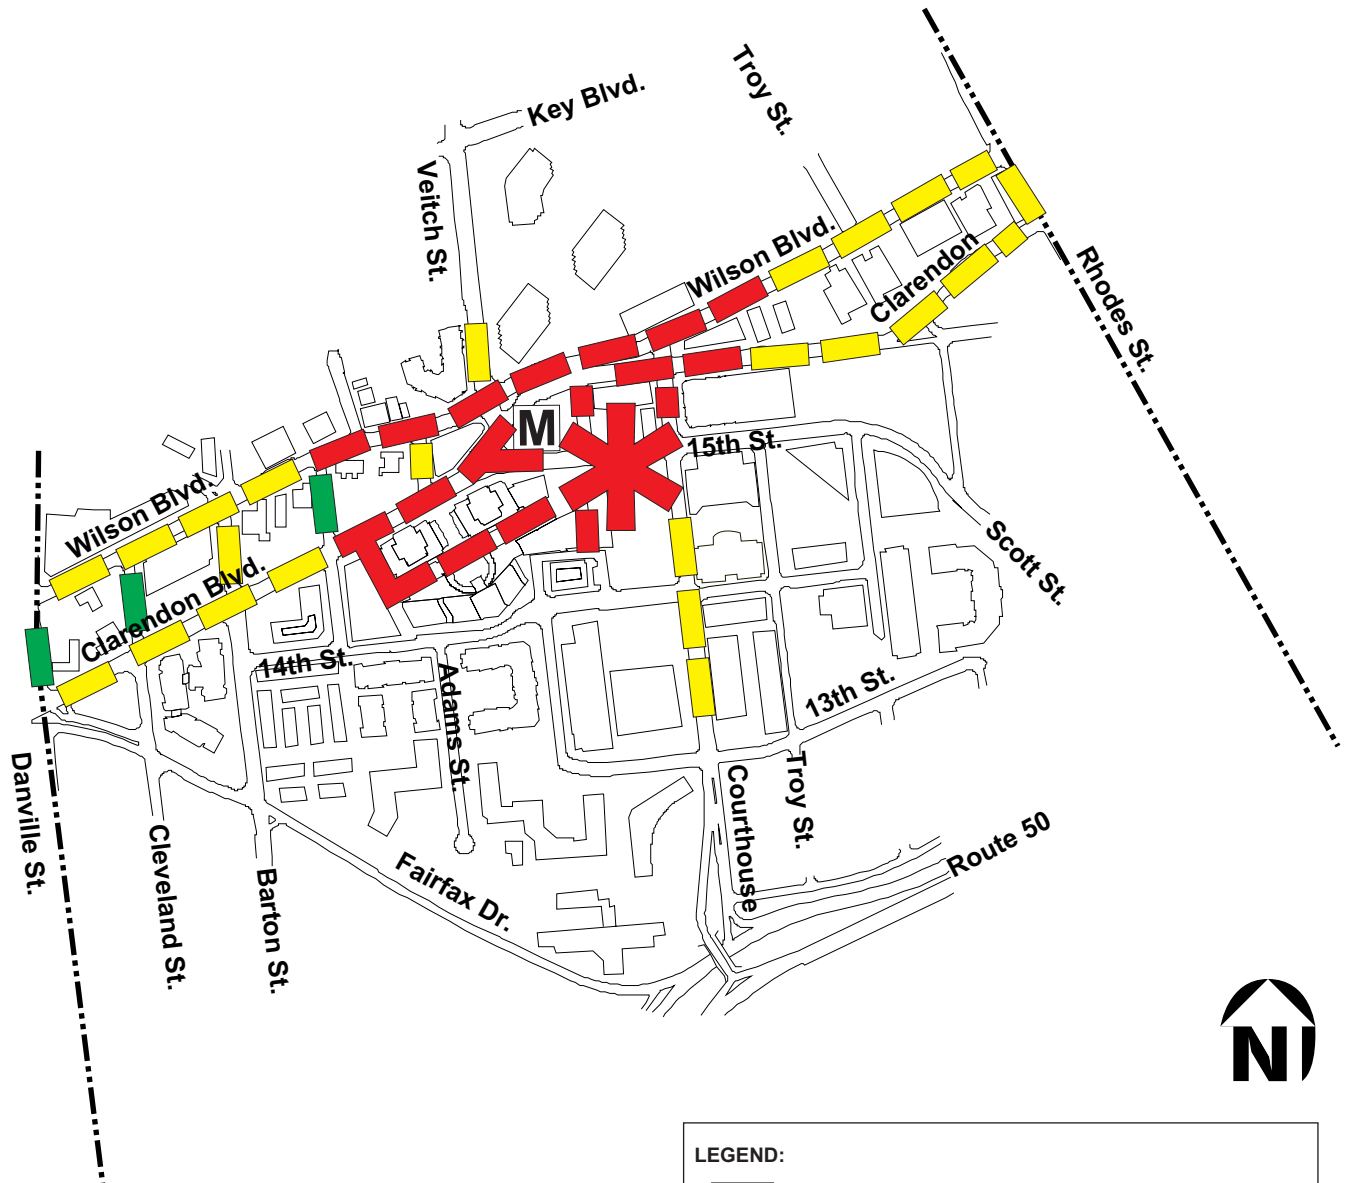 Key Blvd.
Troy St.
Veitch St.
Wilson Blvd.
Clarendon
Rhodes St.
M
15th St.
Wilson Blvd.
Clarendon Blvd.
Scott St.
14th St.
Adams St.
13th St.
Danville St.
Cleveland St.
Barton St.
Fairfax Dr.
Courthouse
Troy St.
Route 50
N
LEGEND: